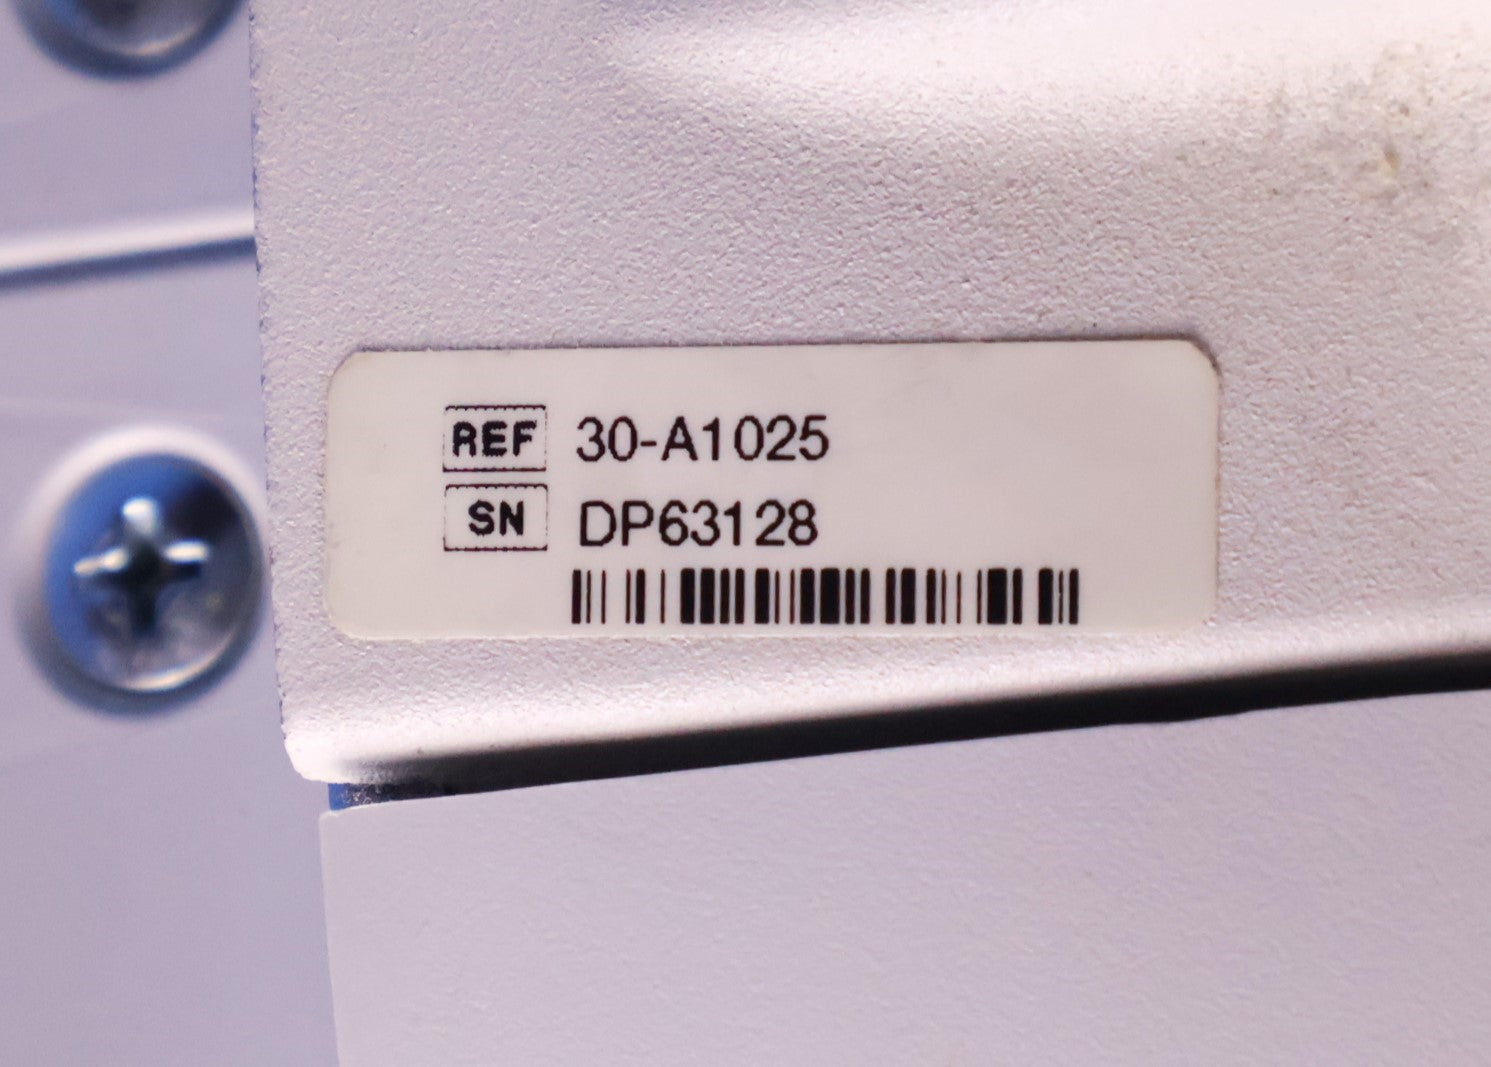 REF 30-A1025
SN DP63128